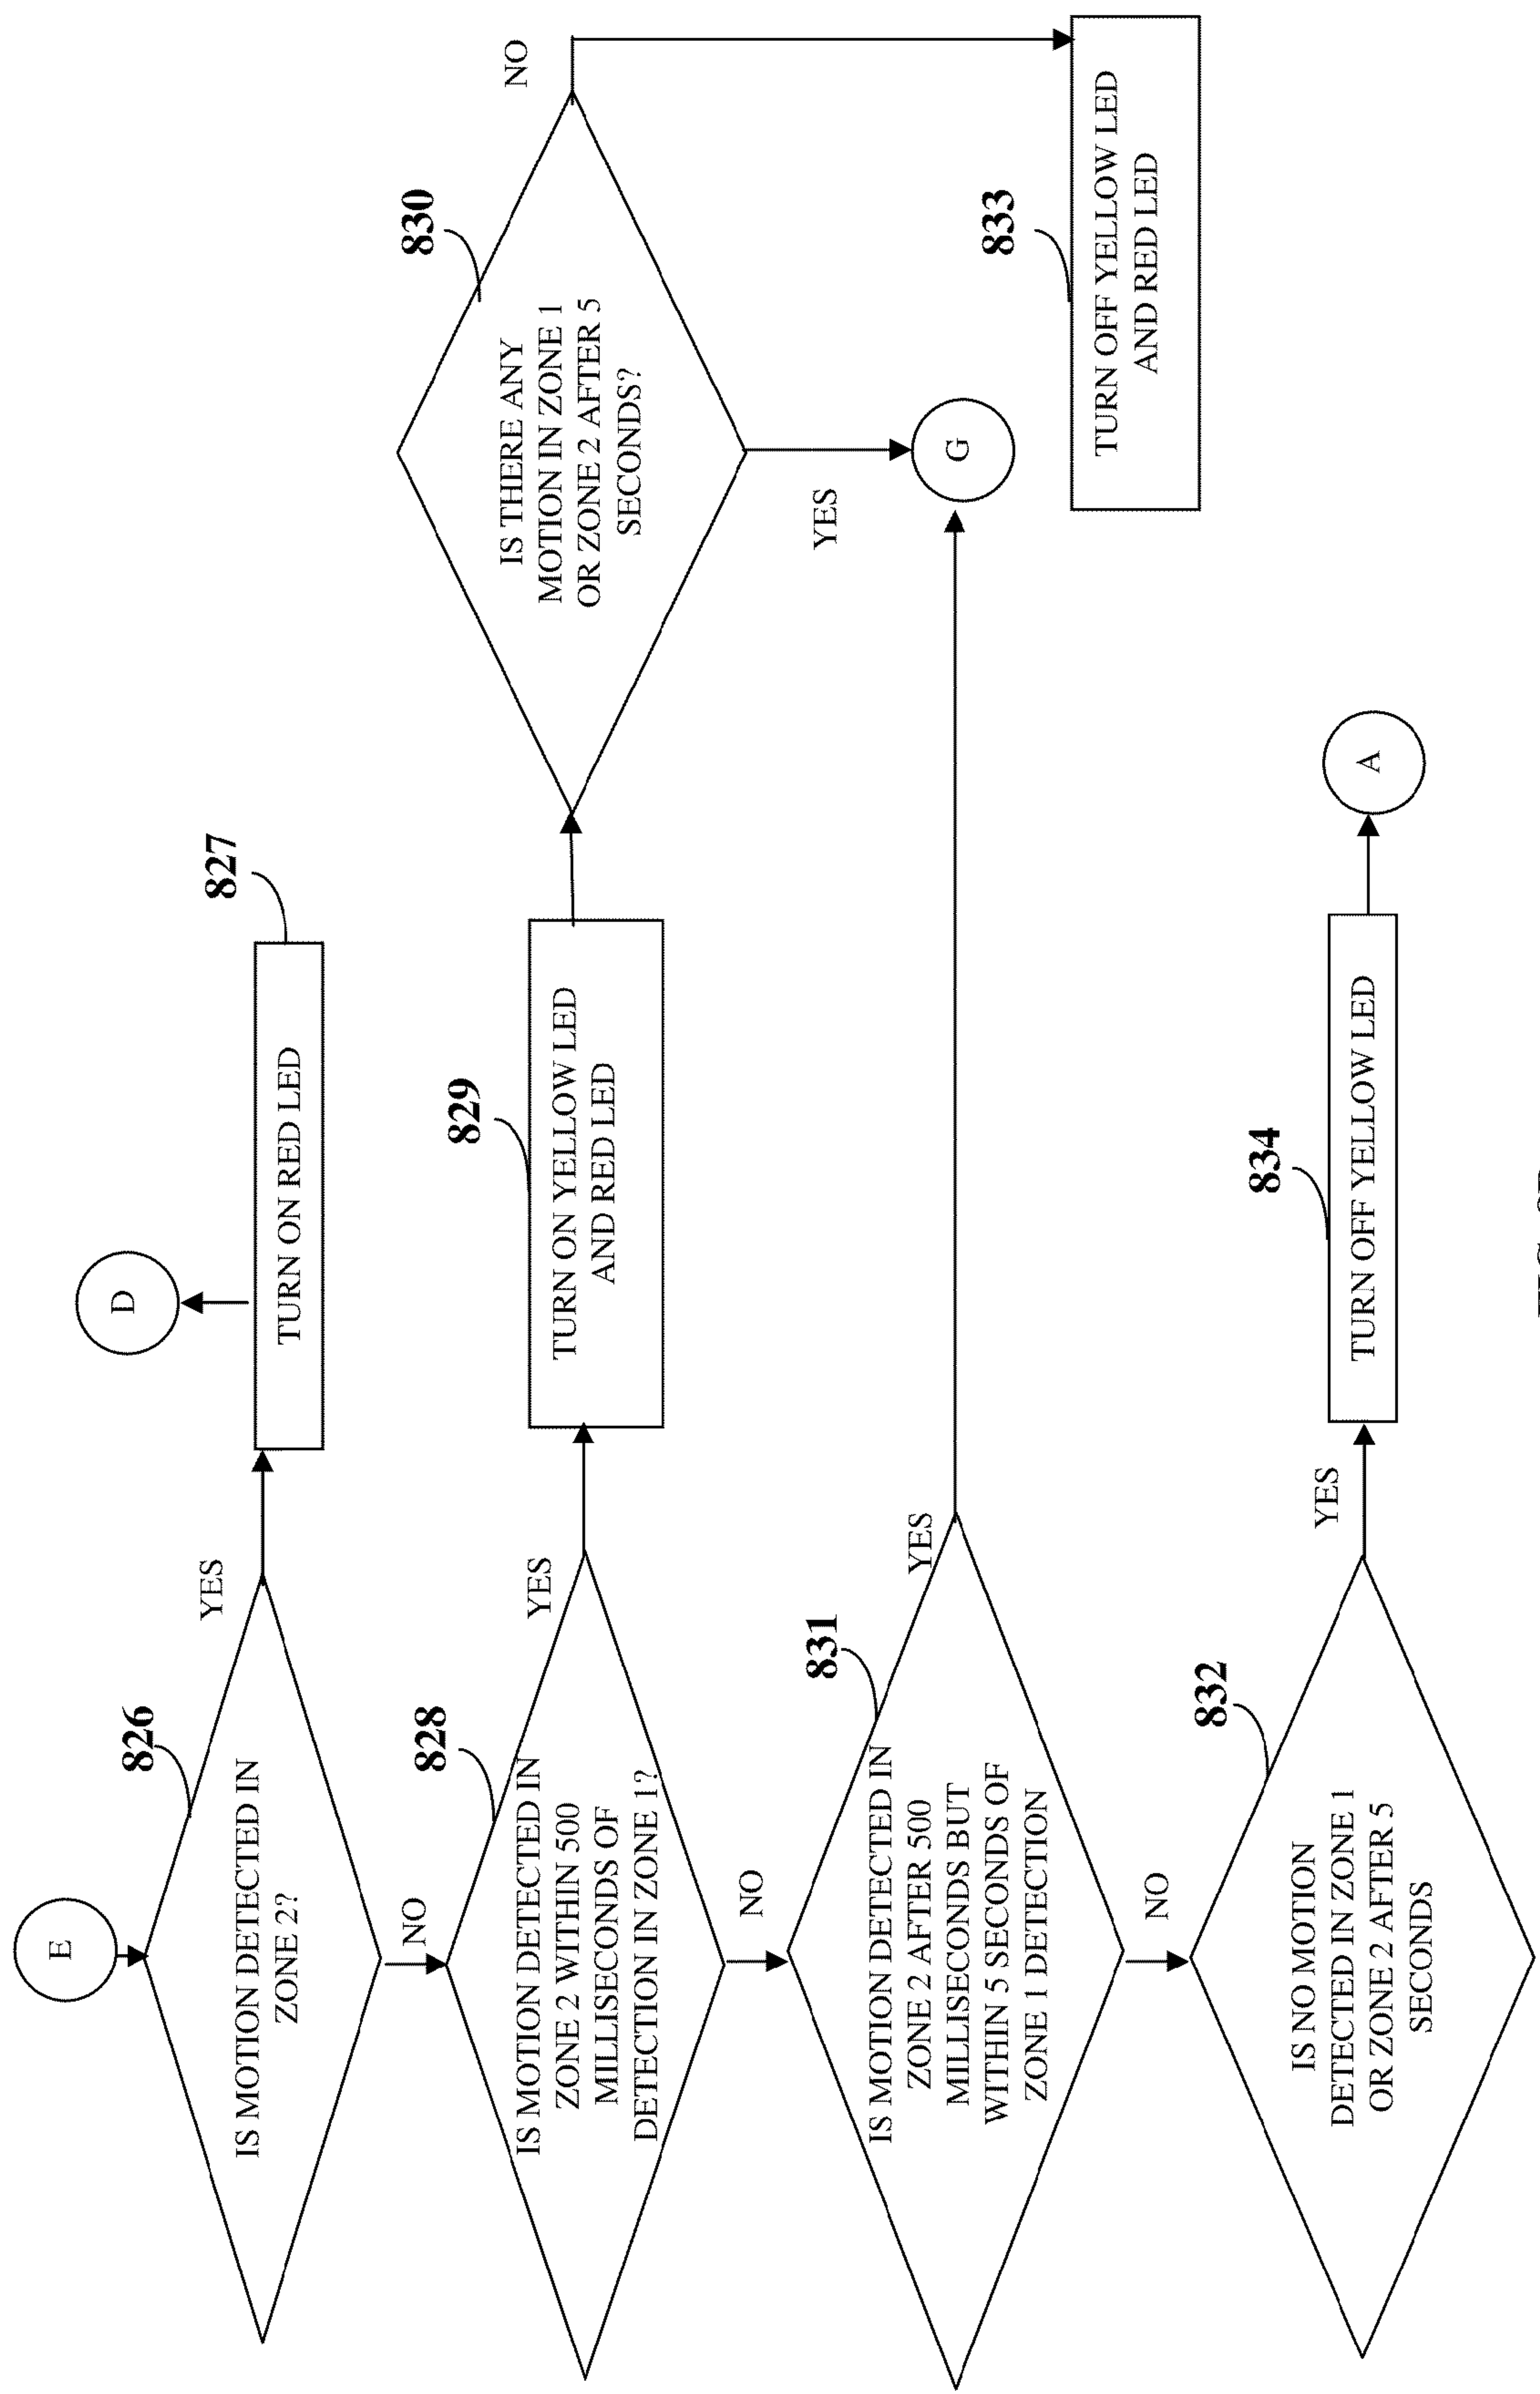 E
826
IS MOTION DETECTED IN
ZONE 2?
YES
827
TURN ON RED LED
D
NO
828
IS MOTION DETECTED IN
ZONE 2 WITHIN 500
MILLISECONDS OF
DETECTION IN ZONE 1?
YES
829
TURN ON YELLOW LED
AND RED LED
830
IS THERE ANY
MOTION IN ZONE 1
OR ZONE 2 AFTER 5
SECONDS?
NO
YES
G
833
TURN OFF YELLOW LED
AND RED LED
NO
831
IS MOTION DETECTED IN
ZONE 2 AFTER 500
MILLISECONDS BUT
WITHIN 5 SECONDS OF
ZONE 1 DETECTION
YES
NO
832
IS NO MOTION
DETECTED IN ZONE 1
OR ZONE 2 AFTER 5
SECONDS
YES
834
TURN OFF YELLOW LED
A